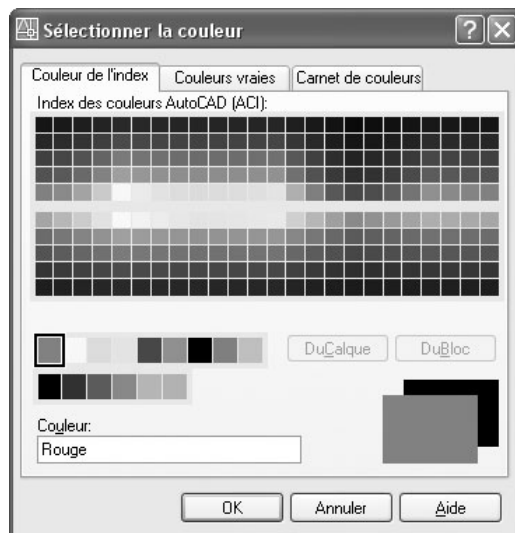 Sélectionner la couleur
Couleur de l'index
Couleurs vraies
Carnet de couleurs
Index des couleurs AutoCAD (ACI):
DuCalque
DuBloc
Couleur:
Rouge
OK
Annuler
Aide